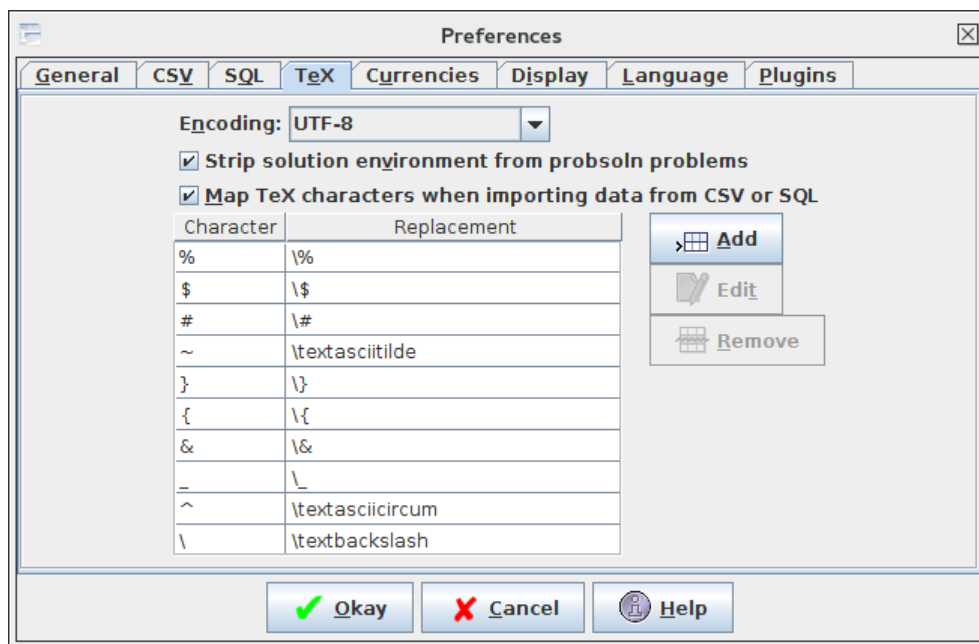 Preferences
General CSV SQL TeX Currencies Display Language Plugins
Encoding: UTF-8
Strip solution environment from probsoln problems
Map TeX characters when importing data from CSV or SQL
Character Replacement
% \%
$ \$
# \#
~ \textasciitilde
} \}
{ \{
& \&
_ \_
^ \textasciicircum
\ \textbackslash
Add
Edit
Remove
Okay Cancel Help